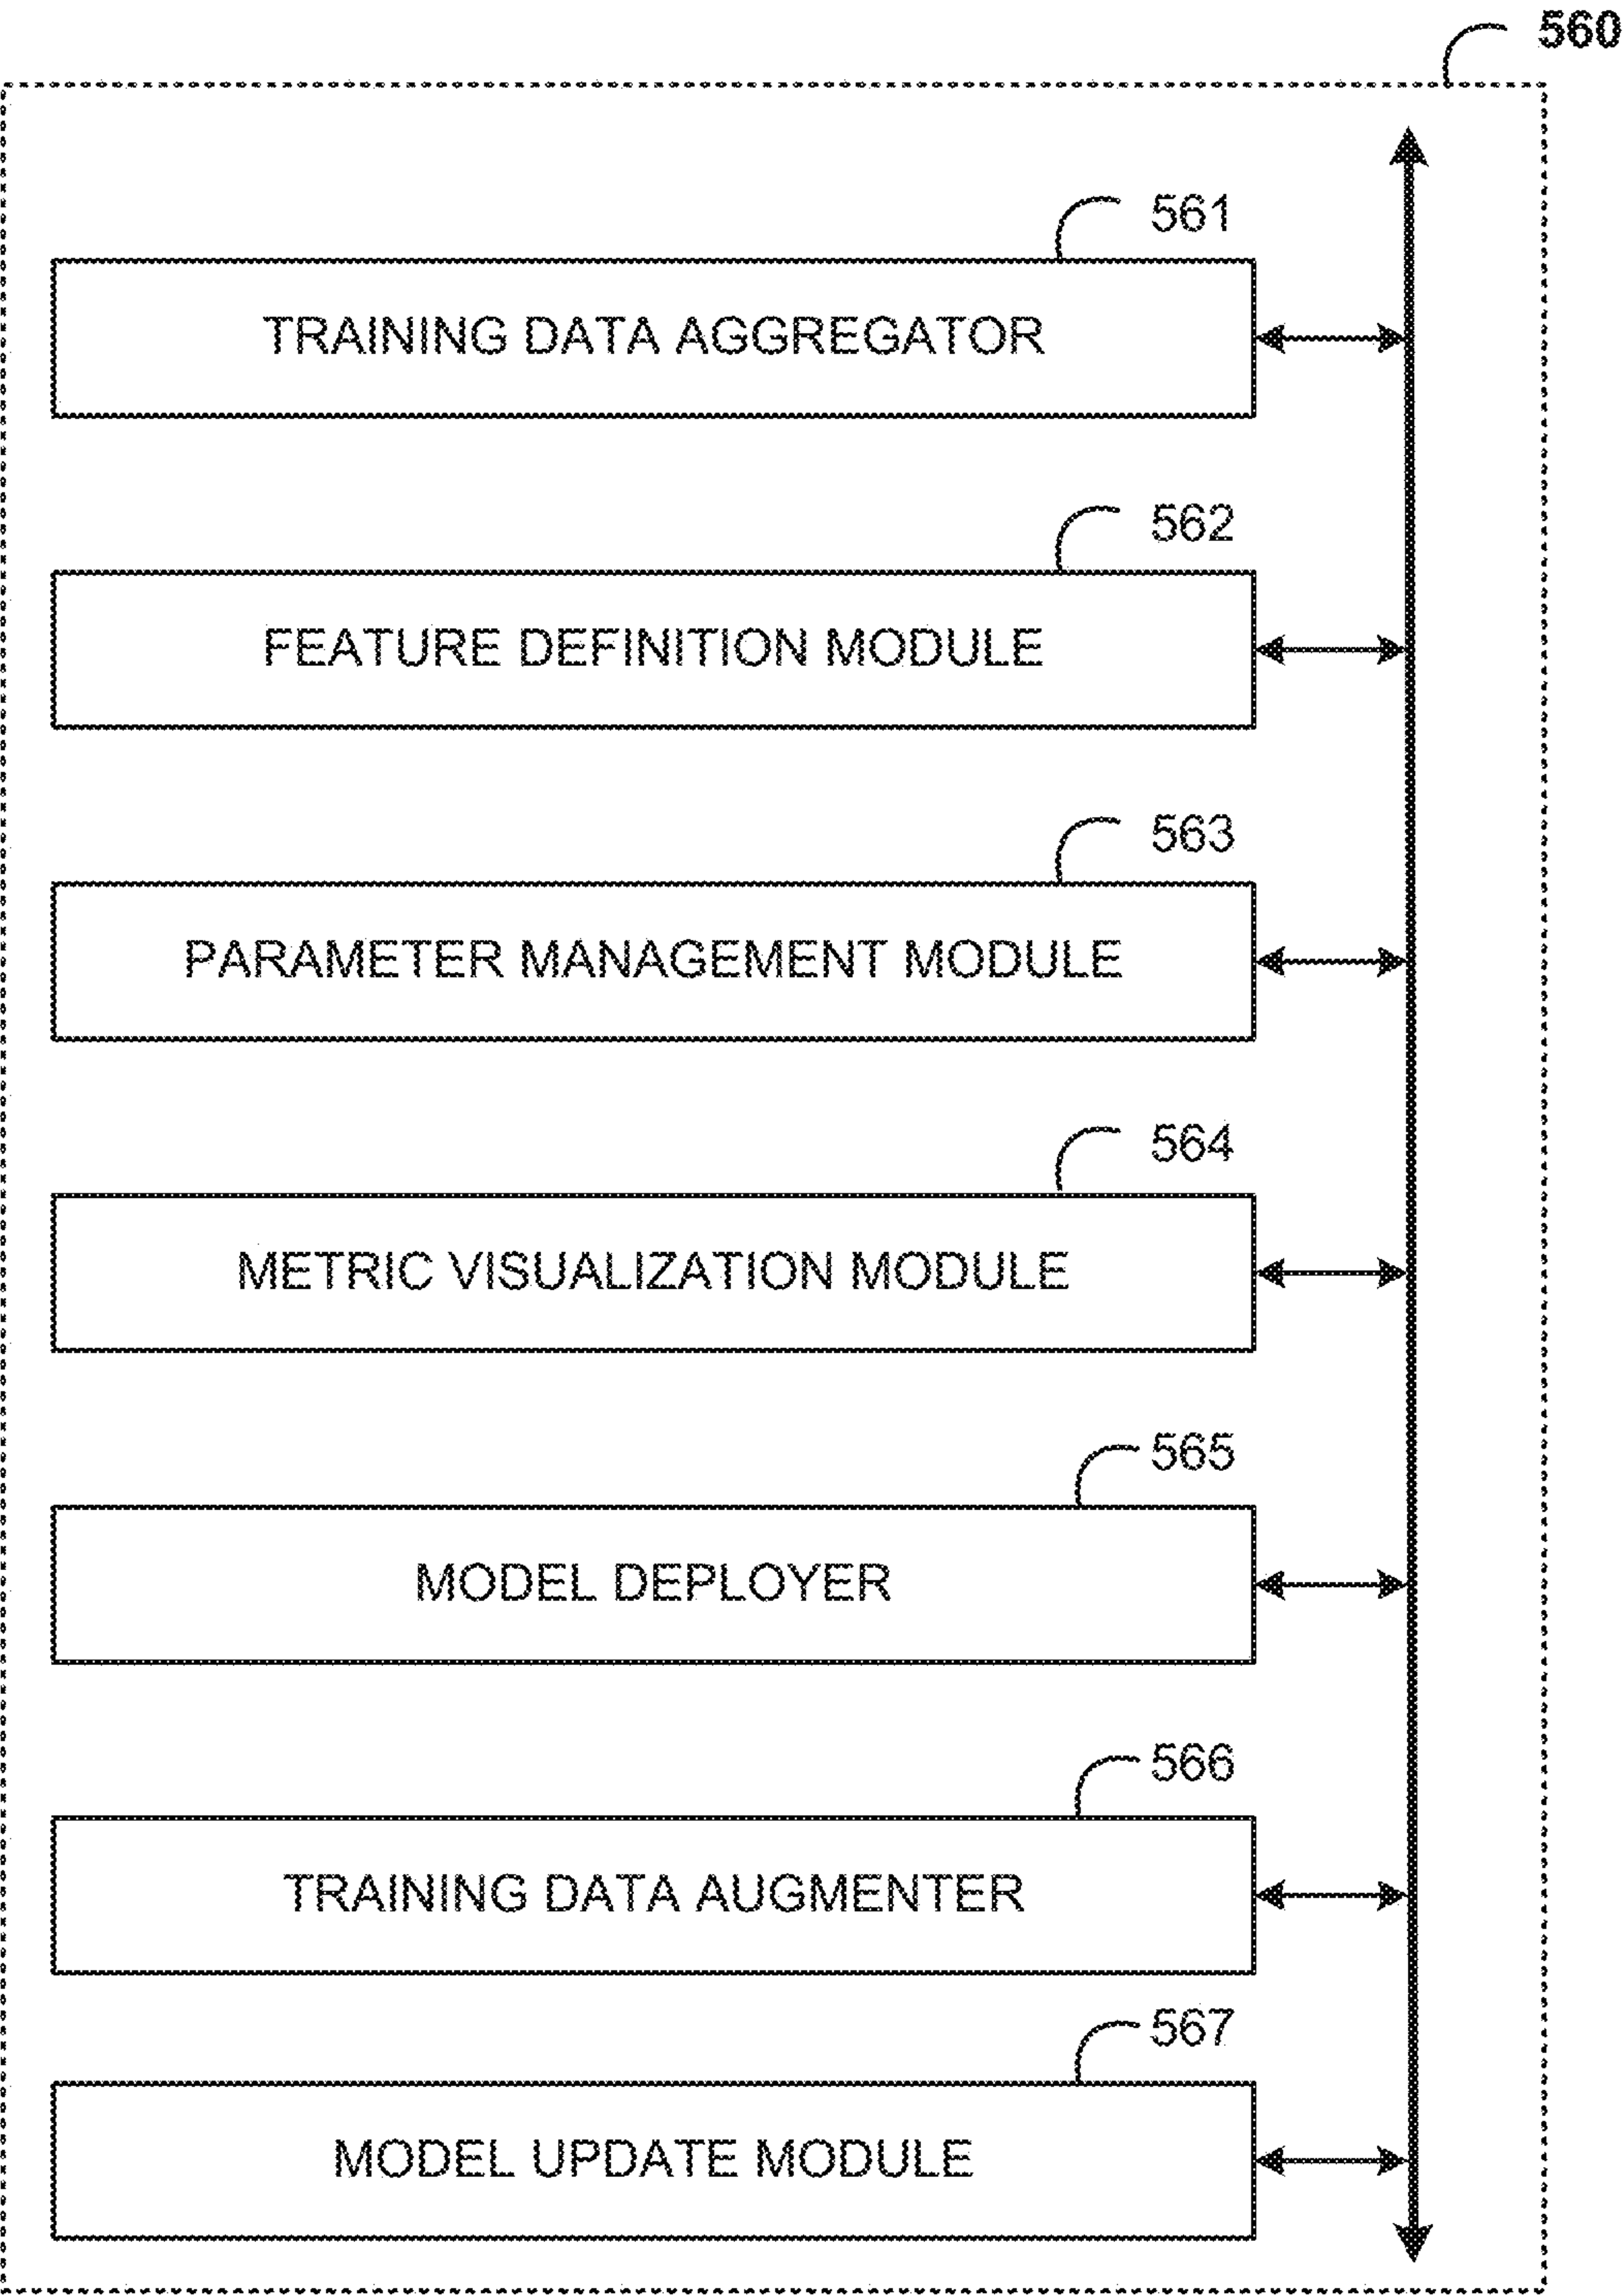 560
561
TRAINING DATA AGGREGATOR
562
FEATURE DEFINITION MODULE
563
PARAMETER MANAGEMENT MODULE
564
METRIC VISUALIZATION MODULE
565
MODEL DEPLOYER
566
TRAINING DATA AUGMENTER
567
MODEL UPDATE MODULE